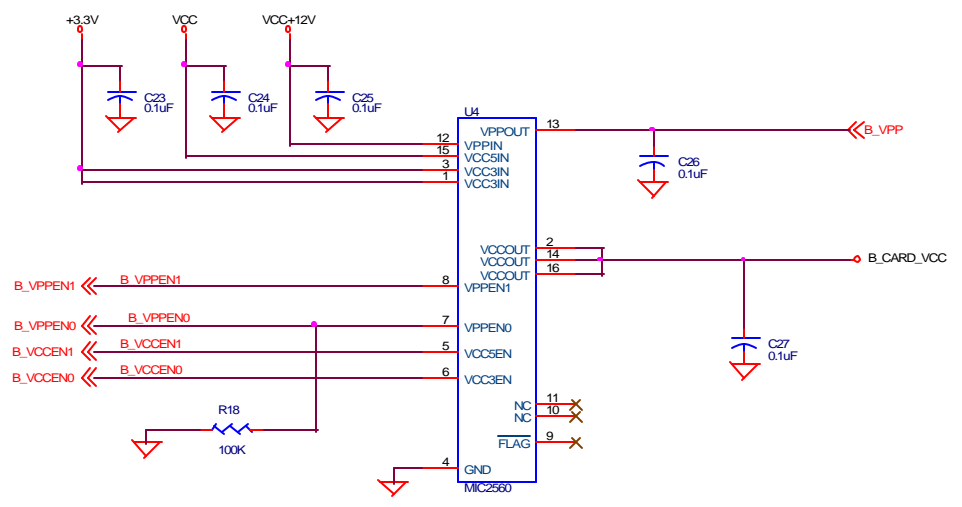 +3.3V VCC VCC+12V
C23 C24 C25
0.1uF 0.1uF 0.1uF
U4
VPPOUT 13 B_VPP
12 VPPIN
15 VCC5IN
3 VCC3IN
1 VCC3IN
C26
0.1uF
VCCOUT 2
VCCOUT 14 B_CARD_VCC
VCCOUT 16
B_VPPEN1 B_VPPEN1 8 VPPEN1
B_VPPEN0 B_VPPEN0 7 VPPEN0
B_VCCEN1 B_VCCEN1 5 VCC5EN
B_VCCEN0 B_VCCEN0 6 VCC3EN
C27
0.1uF
NC 11
NC 10
R18
100K
FLAG 9
4 GND
MIC2560